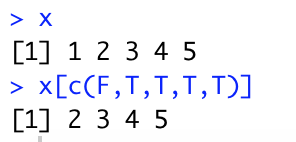 > x
[1] 1 2 3 4 5
> x[c(F,T,T,T,T)]
[1] 2 3 4 5